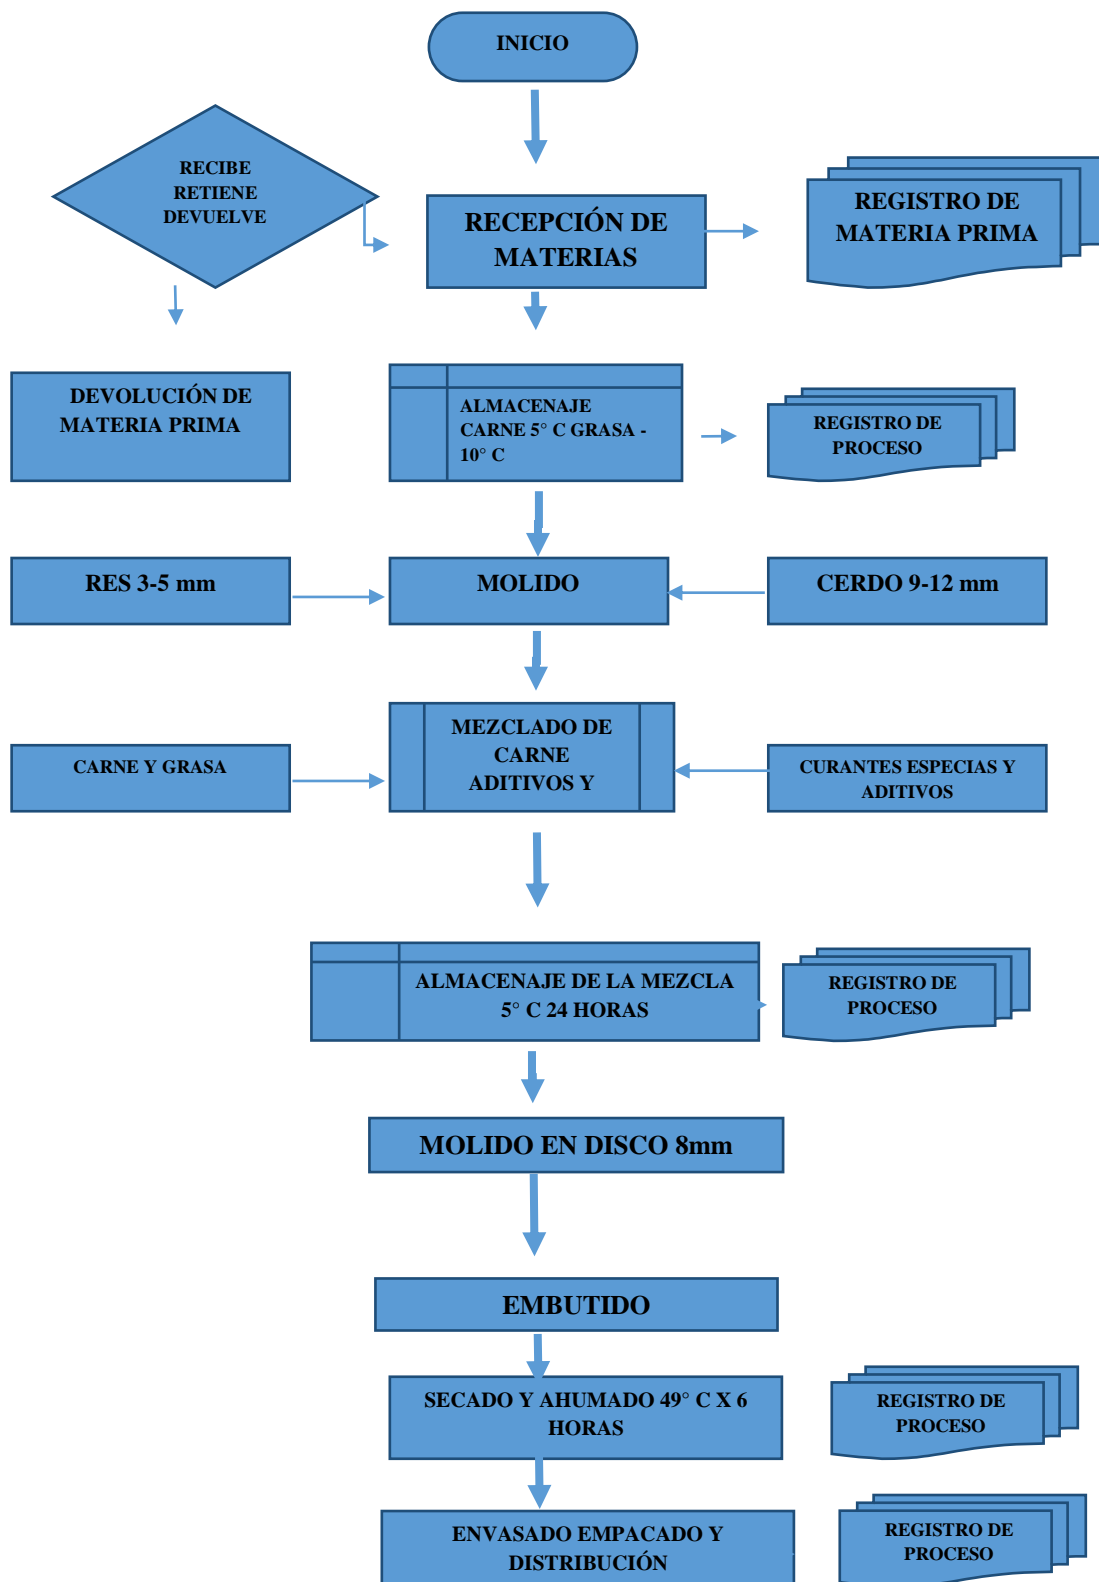 INICIO
RECIBE
RETIENE
DEVUELVE
RECEPCIÓN DE
MATERIAS
REGISTRO DE
MATERIA PRIMA
DEVOLUCIÓN DE
MATERIA PRIMA
ALMACENAJE
CARNE 5° C GRASA -
10° C
REGISTRO DE
PROCESO
RES 3-5 mm
MOLIDO
CERDO 9-12 mm
CARNE Y GRASA
MEZCLADO DE
CARNE
ADITIVOS Y
CURANTES ESPECIAS Y
ADITIVOS
ALMACENAJE DE LA MEZCLA
5° C 24 HORAS
REGISTRO DE
PROCESO
MOLIDO EN DISCO 8mm
EMBUTIDO
SECADO Y AHUMADO 49° C X 6
HORAS
REGISTRO DE
PROCESO
ENVASADO EMPACADO Y
DISTRIBUCIÓN
REGISTRO DE
PROCESO